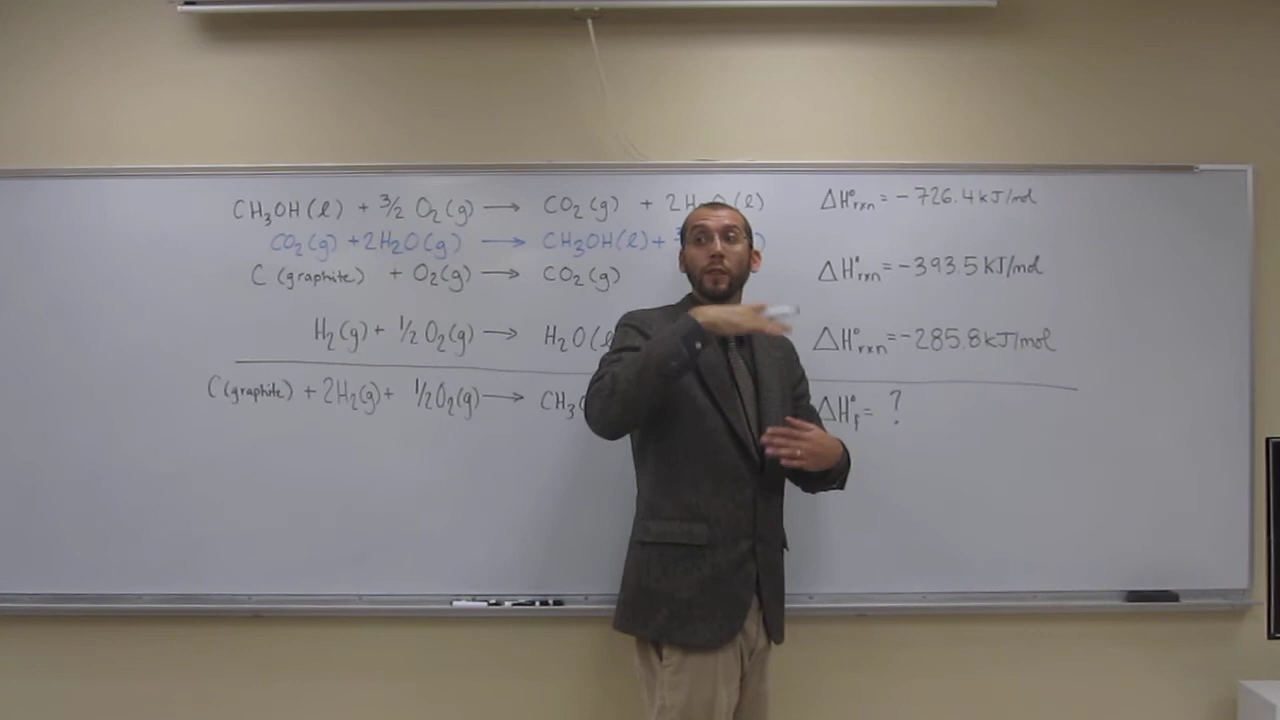 CH₃OH(l) + 3/2 O₂(g) → CO₂(g) + 2H₂O(l) ΔH°rxn = -726.4 kJ/mol
CO₂(g) + 2H₂O(g) → CH₃OH(l) +
C (graphite) + O₂(g) → CO₂(g) ΔH°rxn = -393.5 kJ/mol
H₂(g) + 1/2 O₂(g) → H₂O(l ΔH°rxn = -285.8 kJ/mol
C(graphite) + 2H₂(g) + 1/2 O₂(g) → CH₃ ΔH°f = ?